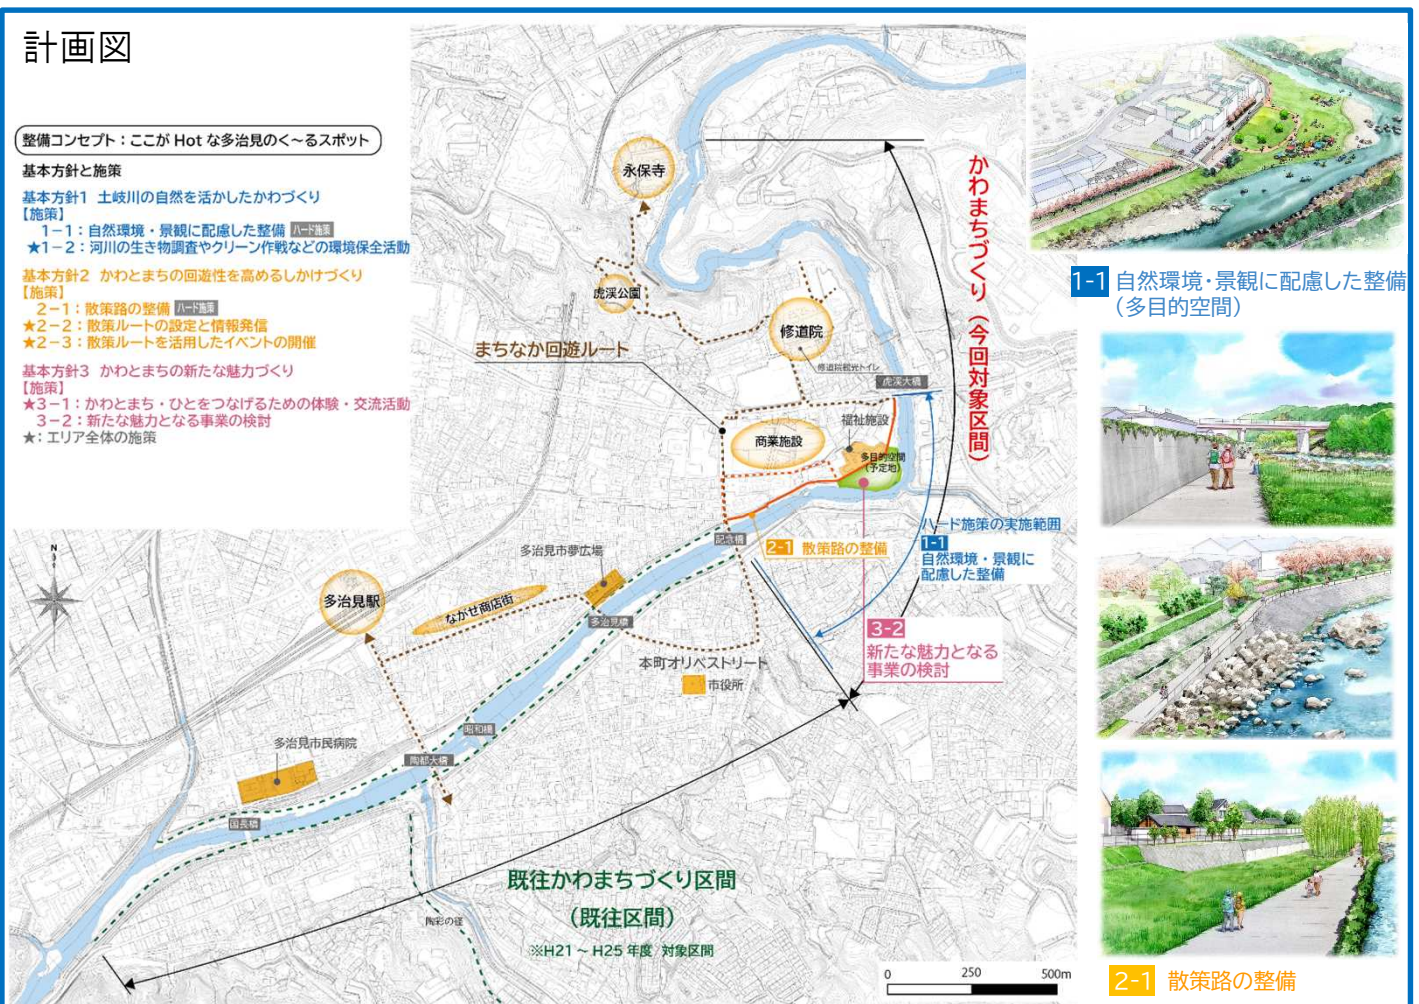 計画図
整備コンセプト：ここが Hot な多治見のく～るスポット
基本方針と施策
基本方針1 土岐川の自然を活かしたかわづくり
【施策】
1－1：自然環境・景観に配慮した整備 ハード施策
★1－2：河川の生き物調査やクリーン作戦などの環境保全活動
基本方針2 かわとまちの回遊性を高めるしかけづくり
【施策】
2－1：散策路の整備 ハード施策
★2－2：散策ルートの設定と情報発信
★2－3：散策ルートを活用したイベントの開催
基本方針3 かわとまちの新たな魅力づくり
【施策】
★3－1：かわとまち・ひとをつなげるための体験・交流活動
3－2：新たな魅力となる事業の検討
★：エリア全体の施策
永保寺
虎渓公園
修道院
修道院観光トイレ
まちなか回遊ルート
虎渓大橋
福祉施設
商業施設
多目的空間
（予定地）
かわまちづくり（今回対象区間）
ハード施策の実施範囲
1-1
自然環境・景観に
配慮した整備
2-1 散策路の整備
記念橋
3-2
新たな魅力となる
事業の検討
多治見市夢広場
多治見駅
ながせ商店街
多治見橋
本町オリベストリート
市役所
昭和橋
多治見市民病院
陶都大橋
国長橋
陶彩の径
既往かわまちづくり区間
（既往区間）
※H21～H25年度 対象区間
N
0 250 500m
1-1 自然環境・景観に配慮した整備
（多目的空間）
2-1 散策路の整備